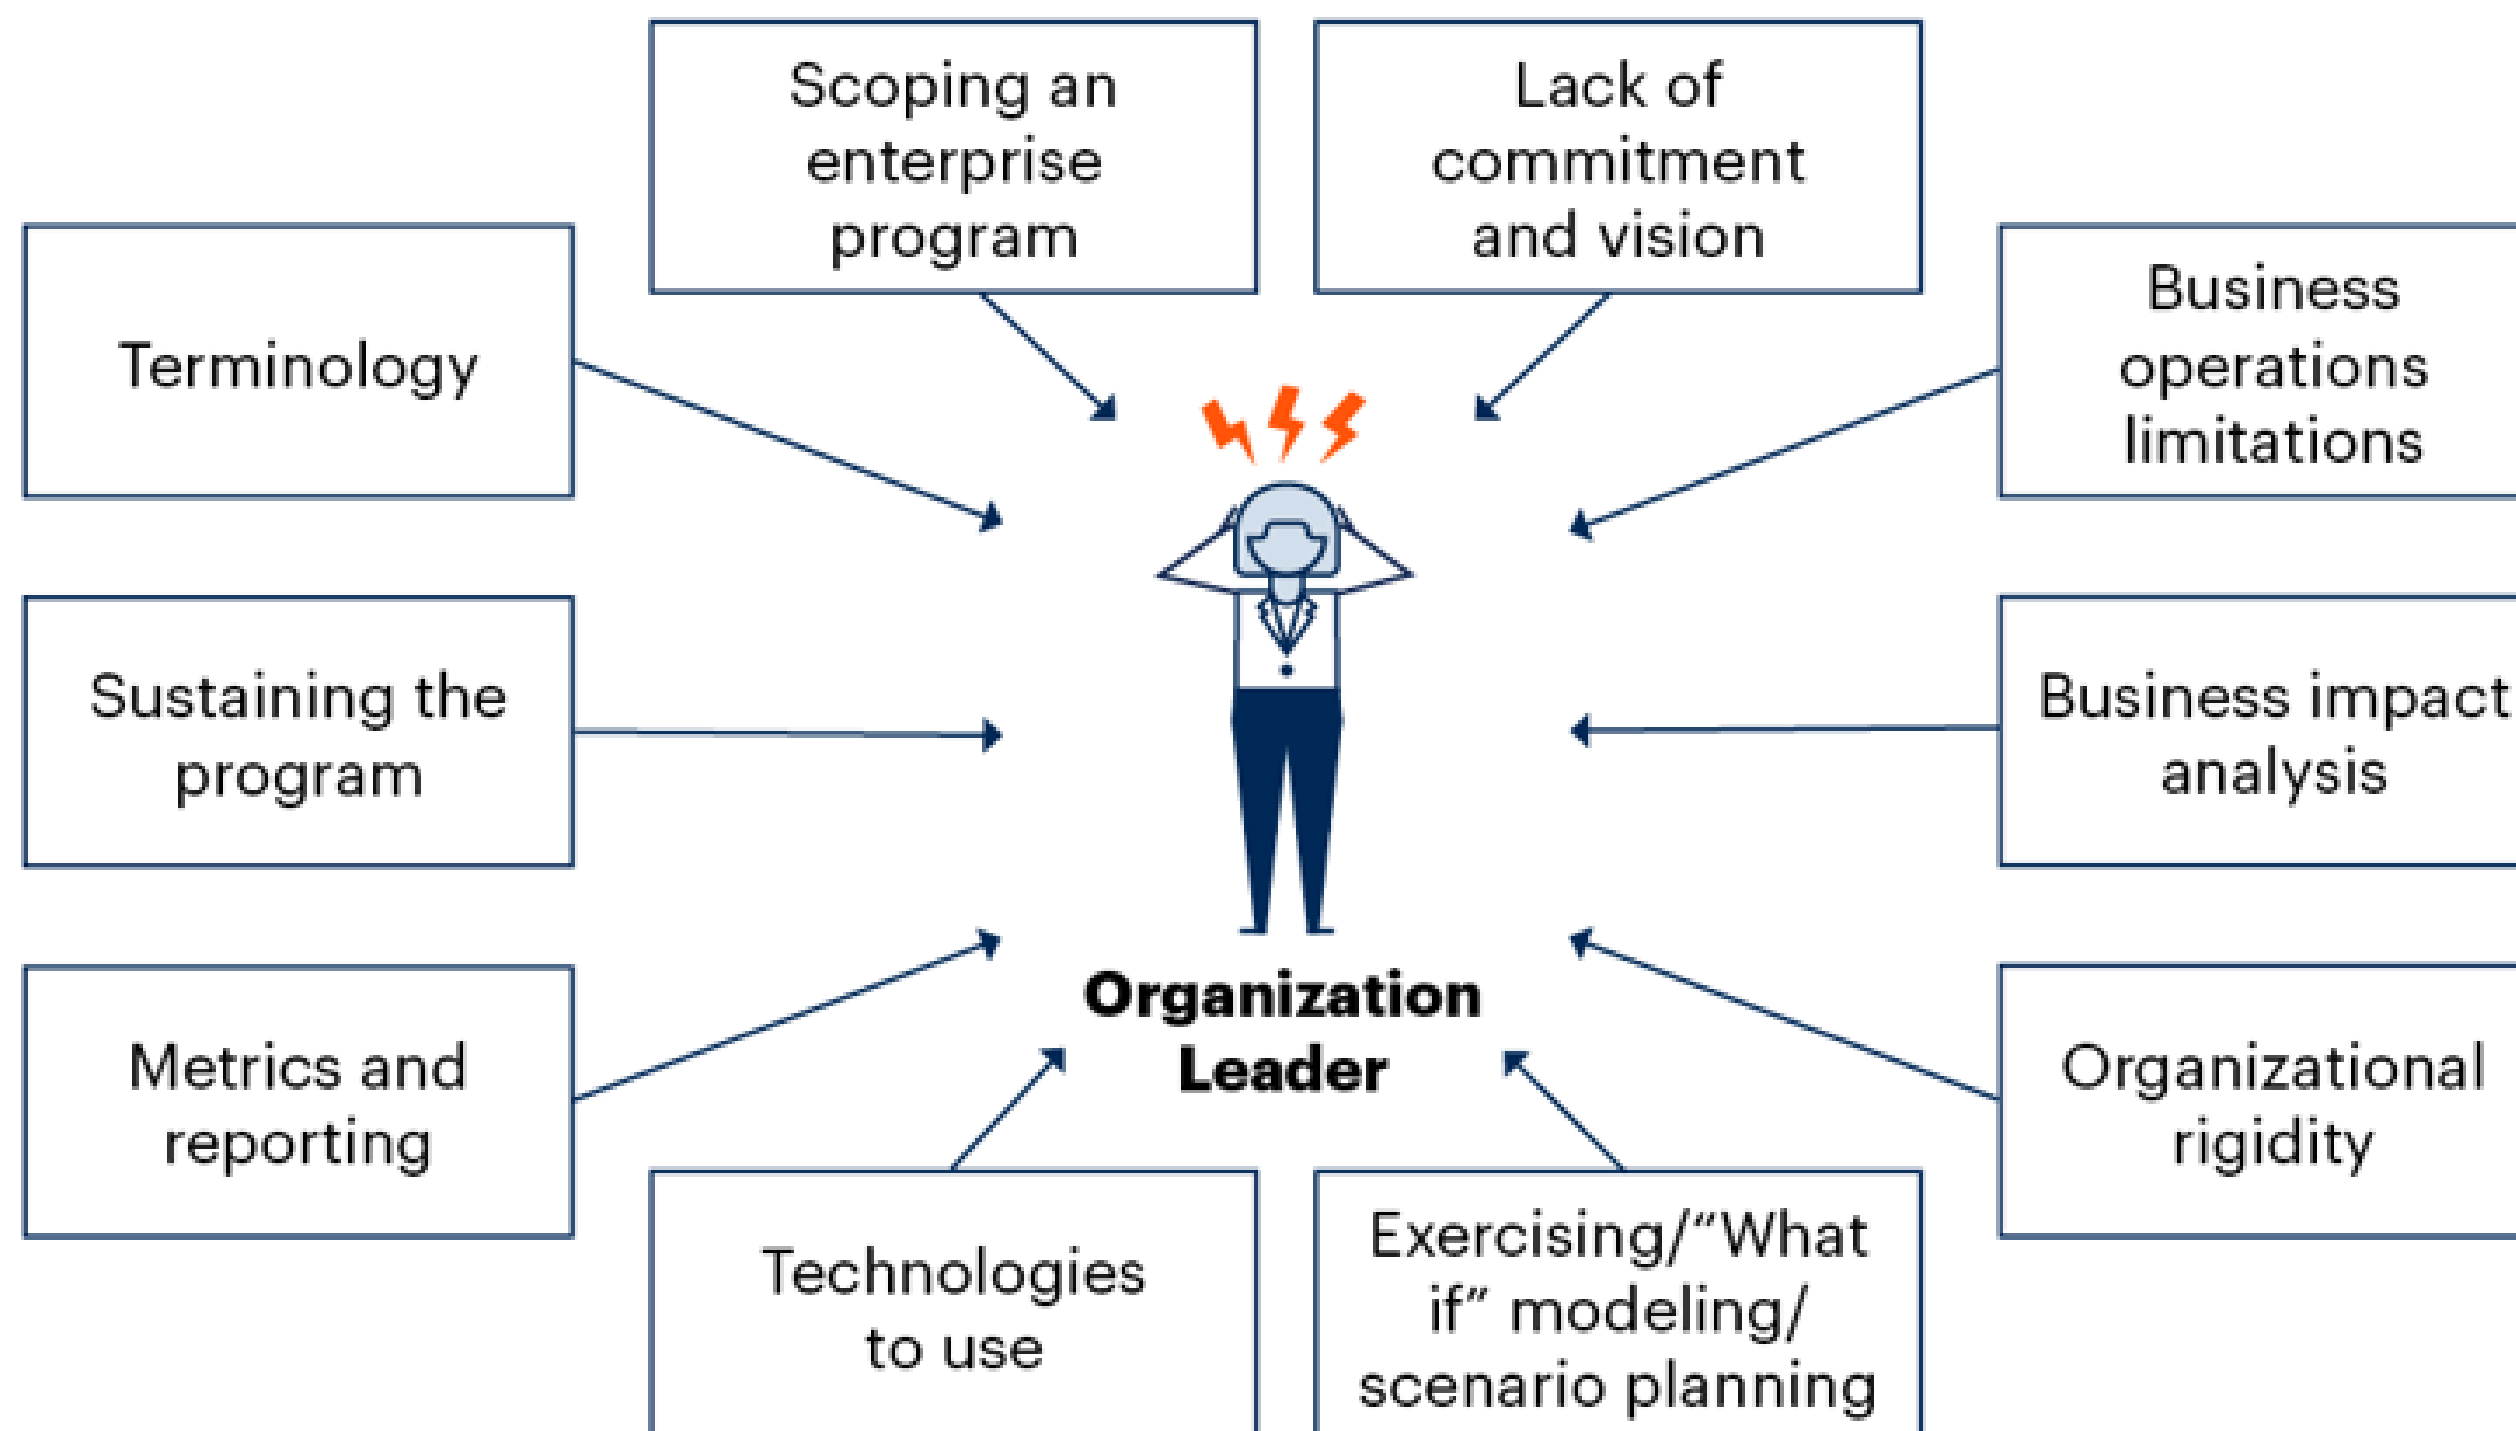 Scoping an
enterprise
program
Lack of
commitment
and vision
Terminology
Business
operations
limitations
Sustaining the
program
Business impact
analysis
Metrics and
reporting
Organization
Leader
Organizational
rigidity
Technologies
to use
Exercising/“What
if” modeling/
scenario planning